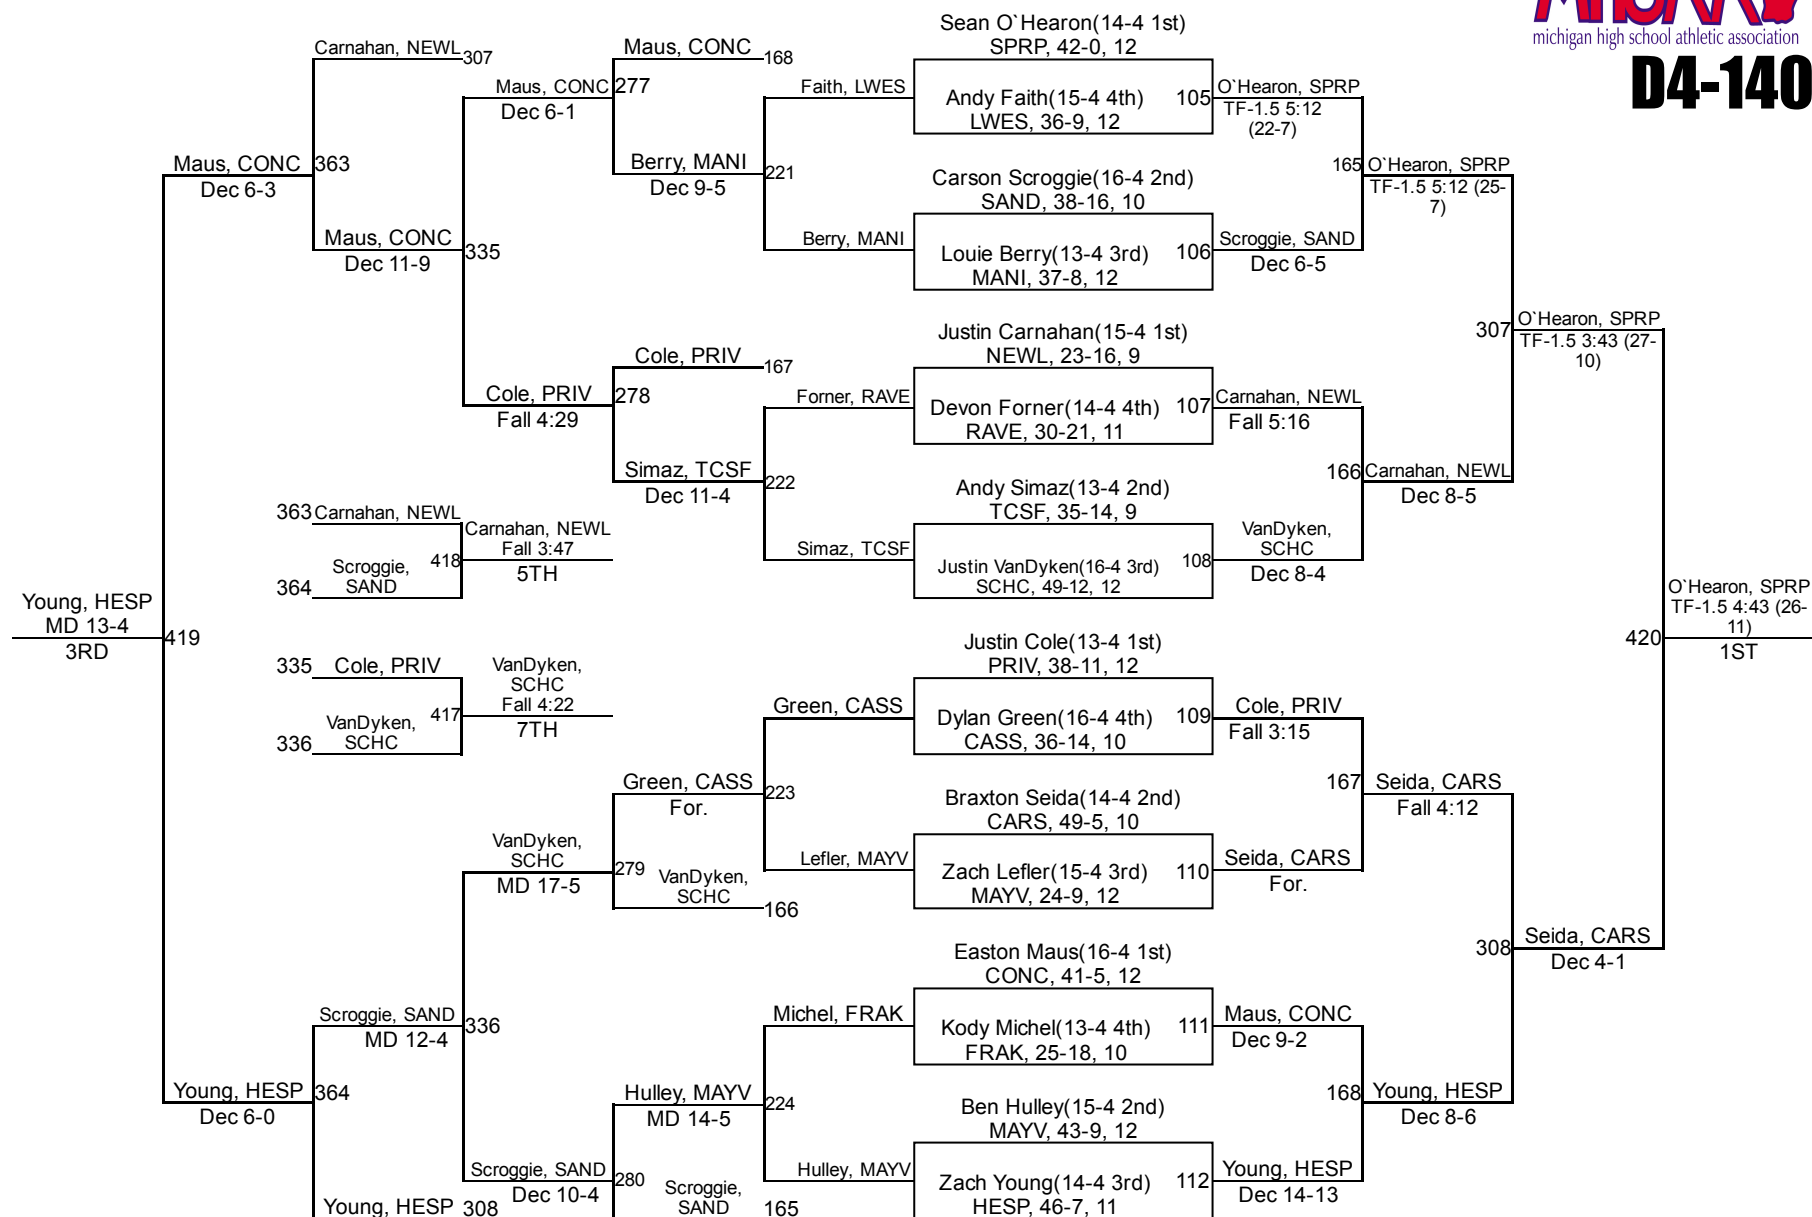 michigan high school athletic association
D4-140
Sean O`Hearon(14-4 1st)
SPRP, 42-0, 12
Andy Faith(15-4 4th)
LWES, 36-9, 12
105
Carson Scroggie(16-4 2nd)
SAND, 38-16, 10
Louie Berry(13-4 3rd)
MANI, 37-8, 12
106
Justin Carnahan(15-4 1st)
NEWL, 23-16, 9
Devon Forner(14-4 4th)
RAVE, 30-21, 11
107
Andy Simaz(13-4 2nd)
TCSF, 35-14, 9
Justin VanDyken(16-4 3rd)
SCHC, 49-12, 12
108
Justin Cole(13-4 1st)
PRIV, 38-11, 12
Dylan Green(16-4 4th)
CASS, 36-14, 10
109
Braxton Seida(14-4 2nd)
CARS, 49-5, 10
Zach Lefler(15-4 3rd)
MAYV, 24-9, 12
110
Easton Maus(16-4 1st)
CONC, 41-5, 12
Kody Michel(13-4 4th)
FRAK, 25-18, 10
111
Ben Hulley(15-4 2nd)
MAYV, 43-9, 12
Zach Young(14-4 3rd)
HESP, 46-7, 11
112
O`Hearon, SPRP
TF-1.5 5:12
(22-7)
Scroggie, SAND
Dec 6-5
Carnahan, NEWL
Fall 5:16
VanDyken,
SCHC
Dec 8-4
Cole, PRIV
Fall 3:15
Seida, CARS
For.
Maus, CONC
Dec 9-2
Young, HESP
Dec 14-13
165
O`Hearon, SPRP
TF-1.5 5:12 (25-
7)
166
Carnahan, NEWL
Dec 8-5
167
Seida, CARS
Fall 4:12
168
Young, HESP
Dec 8-6
307
O`Hearon, SPRP
TF-1.5 3:43 (27-
10)
308
Seida, CARS
Dec 4-1
420
O`Hearon, SPRP
TF-1.5 4:43 (26-
11)
1ST
Faith, LWES
Berry, MANI
Forner, RAVE
Simaz, TCSF
Green, CASS
Lefler, MAYV
Michel, FRAK
Hulley, MAYV
Maus, CONC
168
Berry, MANI
Dec 9-5
221
Cole, PRIV
167
Simaz, TCSF
Dec 11-4
222
Green, CASS
For.
223
VanDyken,
SCHC
166
Hulley, MAYV
MD 14-5
224
Scroggie,
SAND
165
Maus, CONC
Dec 6-1
277
Cole, PRIV
Fall 4:29
278
VanDyken,
SCHC
MD 17-5
279
Scroggie, SAND
Dec 10-4
280
Carnahan, NEWL
307
Maus, CONC
Dec 11-9
335
Scroggie, SAND
MD 12-4
336
Young, HESP
308
Maus, CONC
Dec 6-3
363
Young, HESP
Dec 6-0
364
Young, HESP
MD 13-4
3RD
419
363
Carnahan, NEWL
364
Scroggie,
SAND
418
Carnahan, NEWL
Fall 3:47
5TH
335
Cole, PRIV
336
VanDyken,
SCHC
417
VanDyken,
SCHC
Fall 4:22
7TH